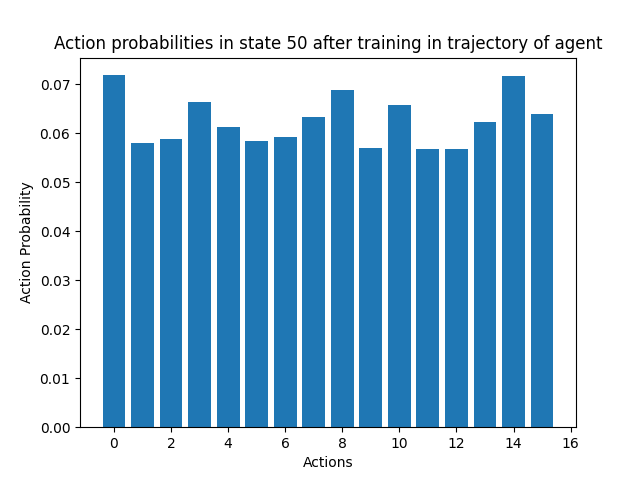 Action probabilities in state 50 after training in trajectory of agent
0.07
0.06
0.05
0.04
0.03
0.02
0.01
0.00
Action Probability
0 2 4 6 8 10 12 14 16
Actions